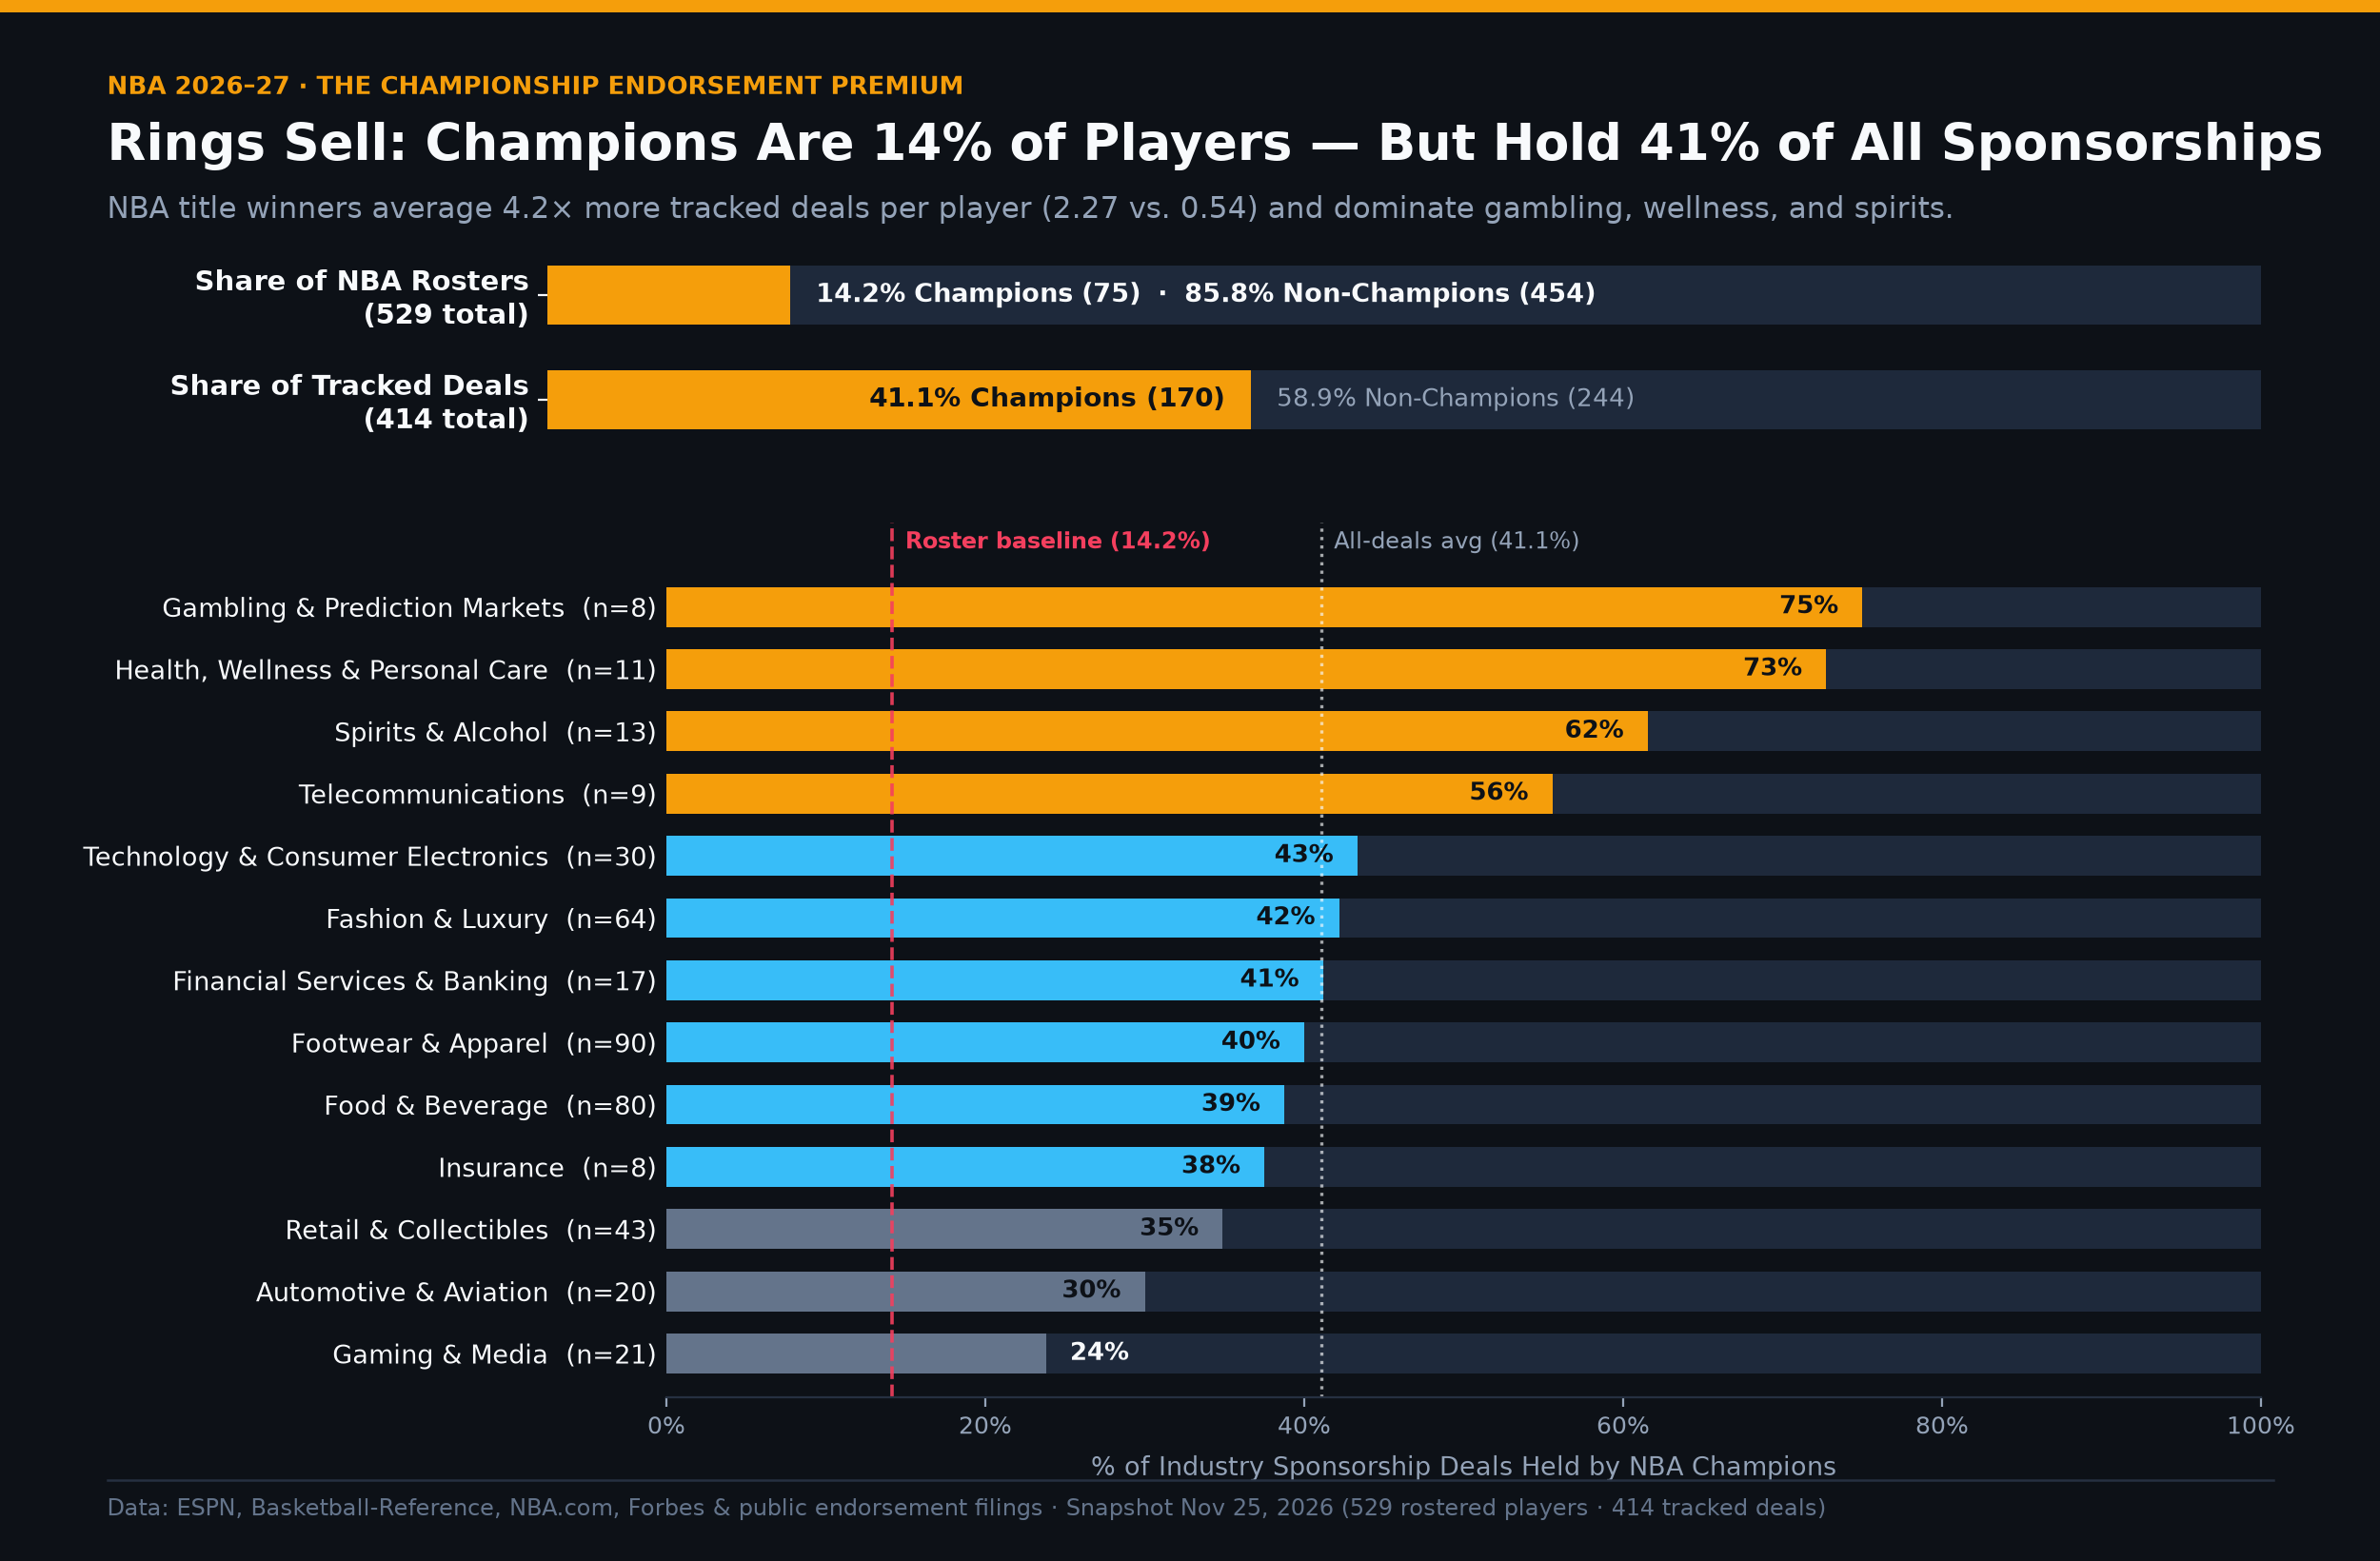 NBA 2026–27 · THE CHAMPIONSHIP ENDORSEMENT PREMIUM
Rings Sell: Champions Are 14% of Players — But Hold 41% of All Sponsorships
NBA title winners average 4.2× more tracked deals per player (2.27 vs. 0.54) and dominate gambling, wellness, and spirits.
Share of NBA Rosters
(529 total)
14.2% Champions (75) · 85.8% Non-Champions (454)
Share of Tracked Deals
(414 total)
41.1% Champions (170)
58.9% Non-Champions (244)
Roster baseline (14.2%)
All-deals avg (41.1%)
Gambling & Prediction Markets (n=8)
75%
Health, Wellness & Personal Care (n=11)
73%
Spirits & Alcohol (n=13)
62%
Telecommunications (n=9)
56%
Technology & Consumer Electronics (n=30)
43%
Fashion & Luxury (n=64)
42%
Financial Services & Banking (n=17)
41%
Footwear & Apparel (n=90)
40%
Food & Beverage (n=80)
39%
Insurance (n=8)
38%
Retail & Collectibles (n=43)
35%
Automotive & Aviation (n=20)
30%
Gaming & Media (n=21)
24%
0% 20% 40% 60% 80% 100%
% of Industry Sponsorship Deals Held by NBA Champions
Data: ESPN, Basketball-Reference, NBA.com, Forbes & public endorsement filings · Snapshot Nov 25, 2026 (529 rostered players · 414 tracked deals)